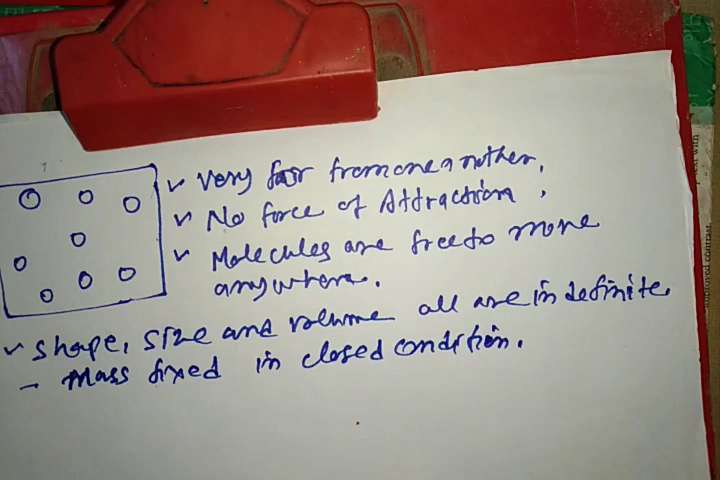 ✓ Very far from one another.
✓ No force of Attraction.
✓ Molecules are free to move
anywhere.
✓ shape, size and volume all are indefinite.
- Mass fixed in closed condition.